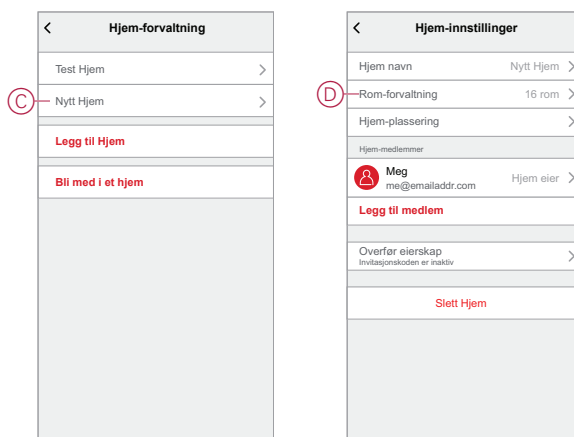 Hjem-forvaltning
Test Hjem
C
Nytt Hjem
Legg til Hjem
Bli med i et hjem
Hjem-innstillinger
Hjem navn Nytt Hjem
D
Rom-forvaltning 16 rom
Hjem-plassering
Hjem-medlemmer
Meg
me@emailaddr.com Hjem eier
Legg til medlem
Overfør eierskap
Invitasjonskoden er inaktiv
Slett Hjem